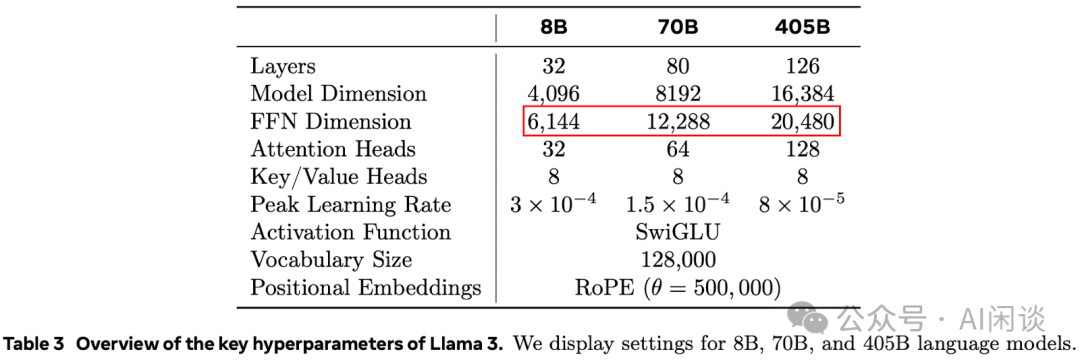 8B 70B 405B
Layers 32 80 126
Model Dimension 4,096 8192 16,384
FFN Dimension 6,144 12,288 20,480
Attention Heads 32 64 128
Key/Value Heads 8 8 8
Peak Learning Rate 3 × 10⁻⁴ 1.5 × 10⁻⁴ 8 × 10⁻⁵
Activation Function SwiGLU
Vocabulary Size 128,000
Positional Embeddings RoPE (θ = 500, 000)
公众号 · AI闲谈
Table 3 Overview of the key hyperparameters of Llama 3. We display settings for 8B, 70B, and 405B language models.